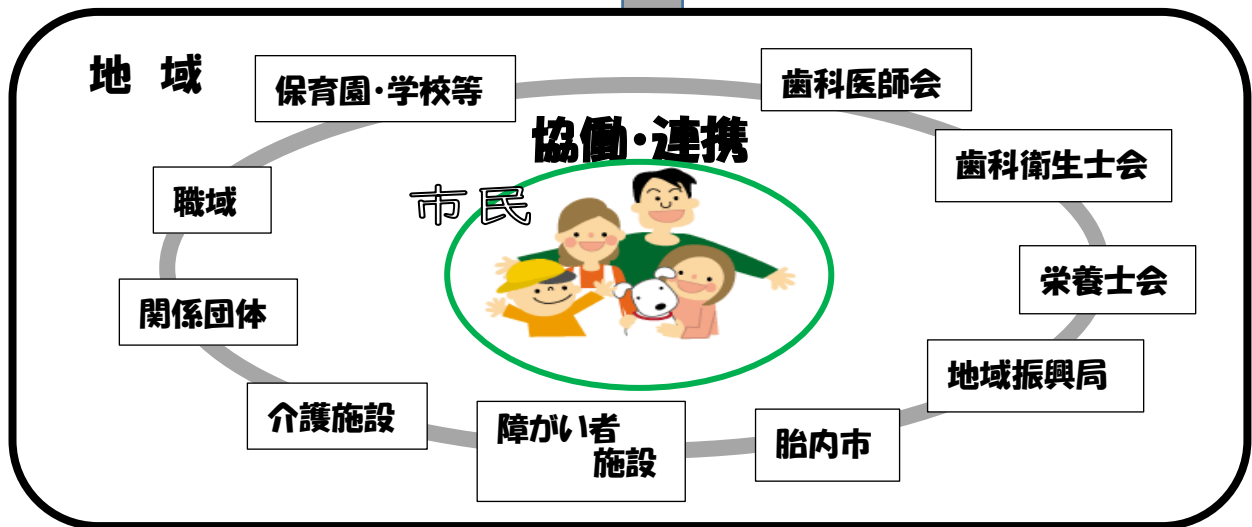 地 域
保育園・学校等
歯科医師会
協働・連携
歯科衛生士会
市民
職域
栄養士会
関係団体
地域振興局
介護施設
障がい者
施設
胎内市